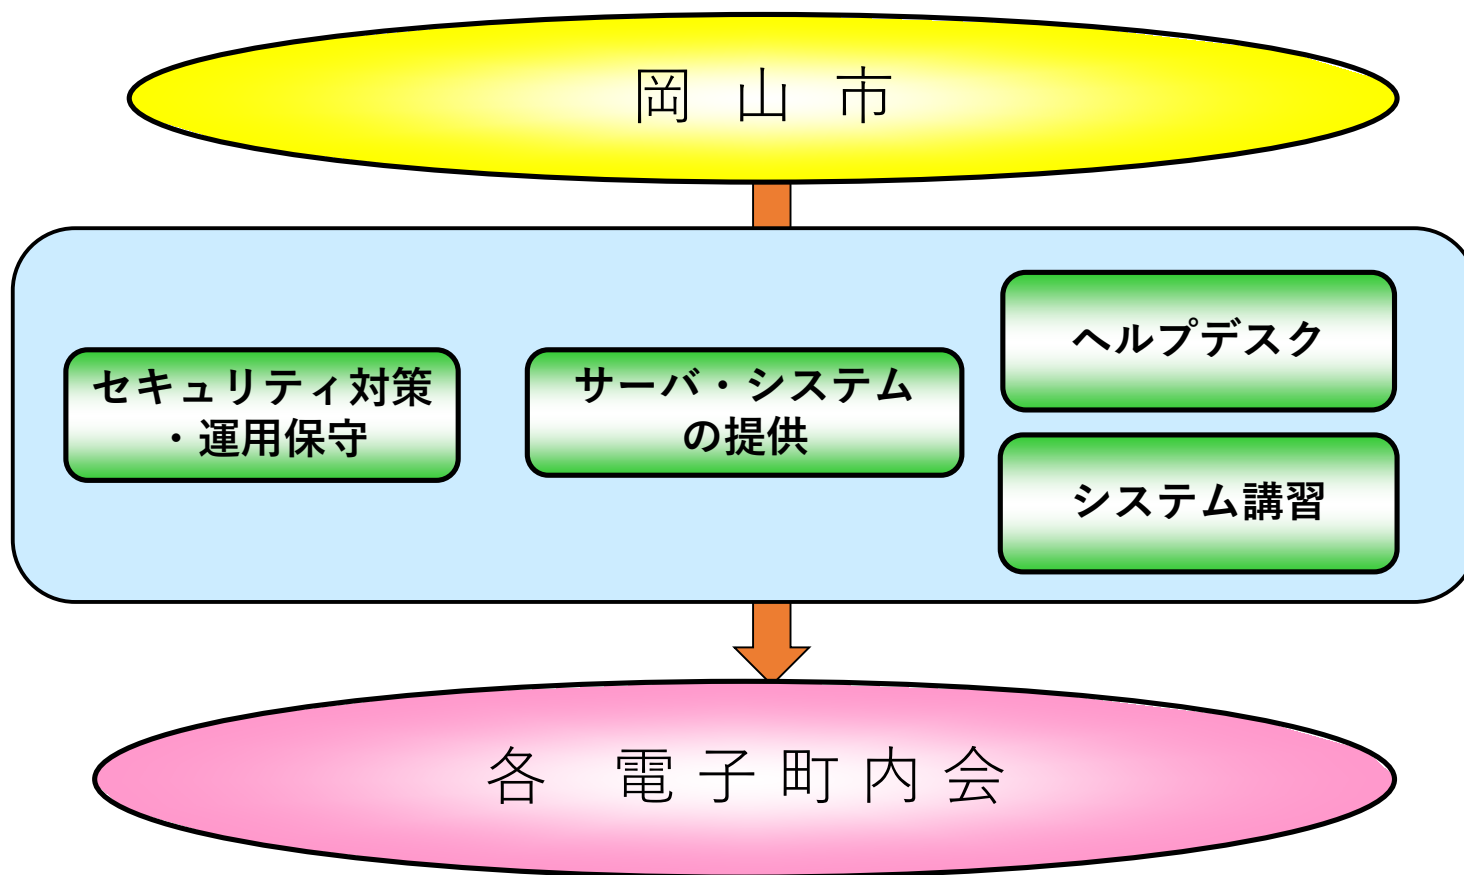 岡山市
セキュリティ対策
・運用保守
サーバ・システム
の提供
ヘルプデスク
システム講習
各 電子町内会